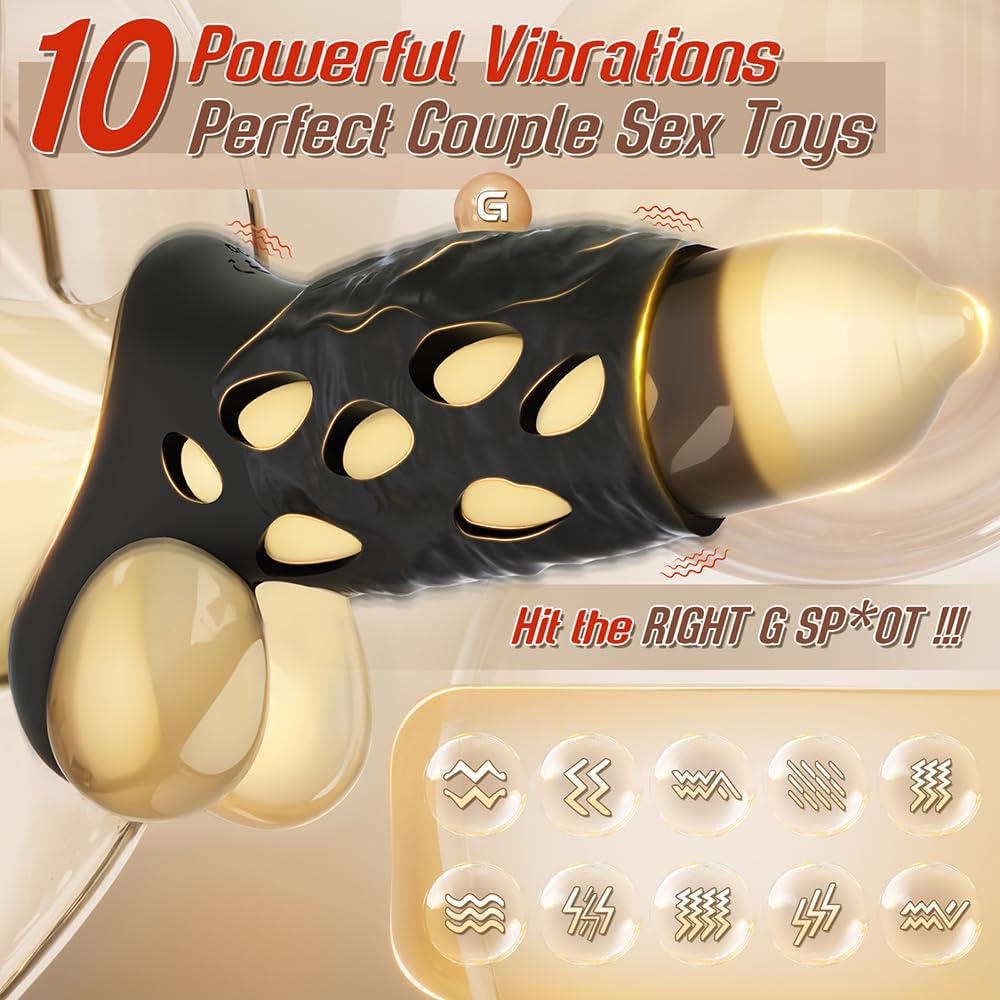 10 Powerful Vibrations
Perfect Couple Sex Toys
G
Hit the RIGHT G SP*OT !!!